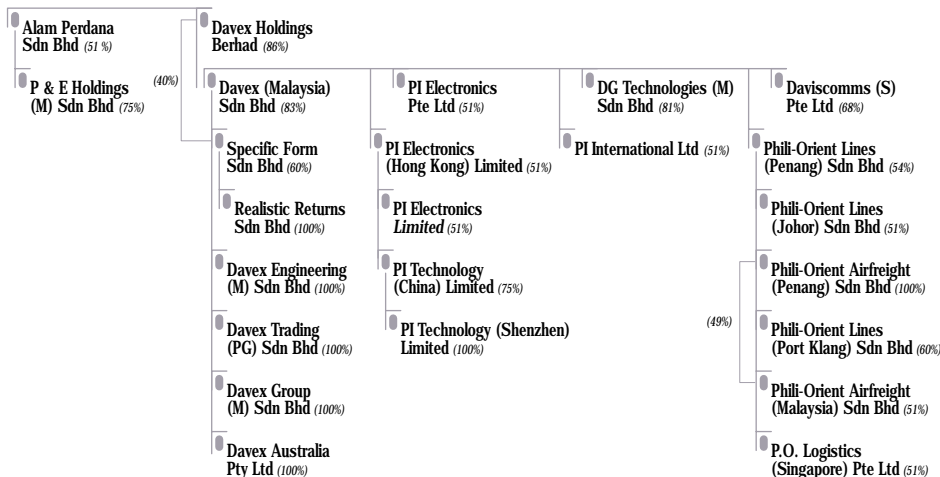 Alam Perdana
Sdn Bhd (51 %)
P & E Holdings
(M) Sdn Bhd (75%)
Davex Holdings
Berhad (86%)
(40%)
Davex (Malaysia)
Sdn Bhd (83%)
Specific Form
Sdn Bhd (60%)
Realistic Returns
Sdn Bhd (100%)
Davex Engineering
(M) Sdn Bhd (100%)
Davex Trading
(PG) Sdn Bhd (100%)
Davex Group
(M) Sdn Bhd (100%)
Davex Australia
Pty Ltd (100%)
PI Electronics
Pte Ltd (51%)
PI Electronics
(Hong Kong) Limited (51%)
PI Electronics
Limited (51%)
PI Technology
(China) Limited (75%)
PI Technology (Shenzhen)
Limited (100%)
DG Technologies (M)
Sdn Bhd (81%)
PI International Ltd (51%)
Daviscomms (S)
Pte Ltd (68%)
Phili-Orient Lines
(Penang) Sdn Bhd (54%)
Phili-Orient Lines
(Johor) Sdn Bhd (51%)
Phili-Orient Airfreight
(Penang) Sdn Bhd (100%)
(49%)
Phili-Orient Lines
(Port Klang) Sdn Bhd (60%)
Phili-Orient Airfreight
(Malaysia) Sdn Bhd (51%)
P.O. Logistics
(Singapore) Pte Ltd (51%)